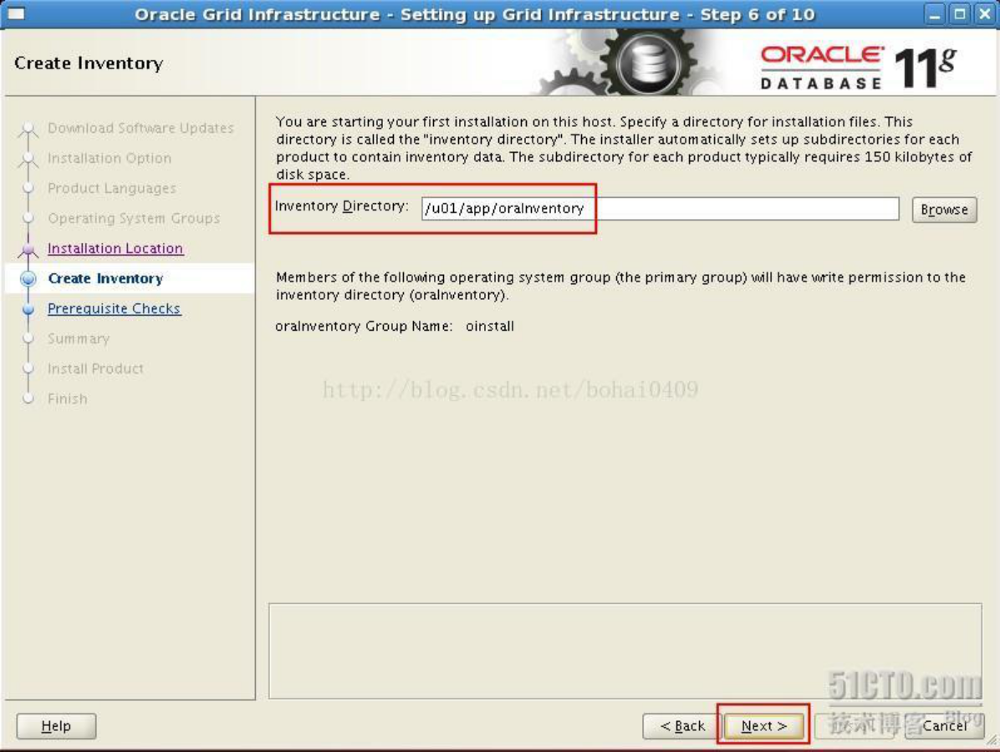 Oracle Grid Infrastructure - Setting up Grid Infrastructure - Step 6 of 10
Create Inventory
ORACLE
DATABASE
11g
Download Software Updates
Installation Option
Product Languages
Operating System Groups
Installation Location
Create Inventory
Prerequisite Checks
Summary
Install Product
Finish
You are starting your first installation on this host. Specify a directory for installation files. This
directory is called the "inventory directory". The installer automatically sets up subdirectories for each
product to contain inventory data. The subdirectory for each product typically requires 150 kilobytes of
disk space.
Inventory Directory: /u01/app/oraInventory Browse
Members of the following operating system group (the primary group) will have write permission to the
inventory directory (oraInventory).
oraInventory Group Name: oinstall
http://blog.csdn.net/bohai0409
51CTO.com
技术博客 Blog
Help < Back Next > Cancel